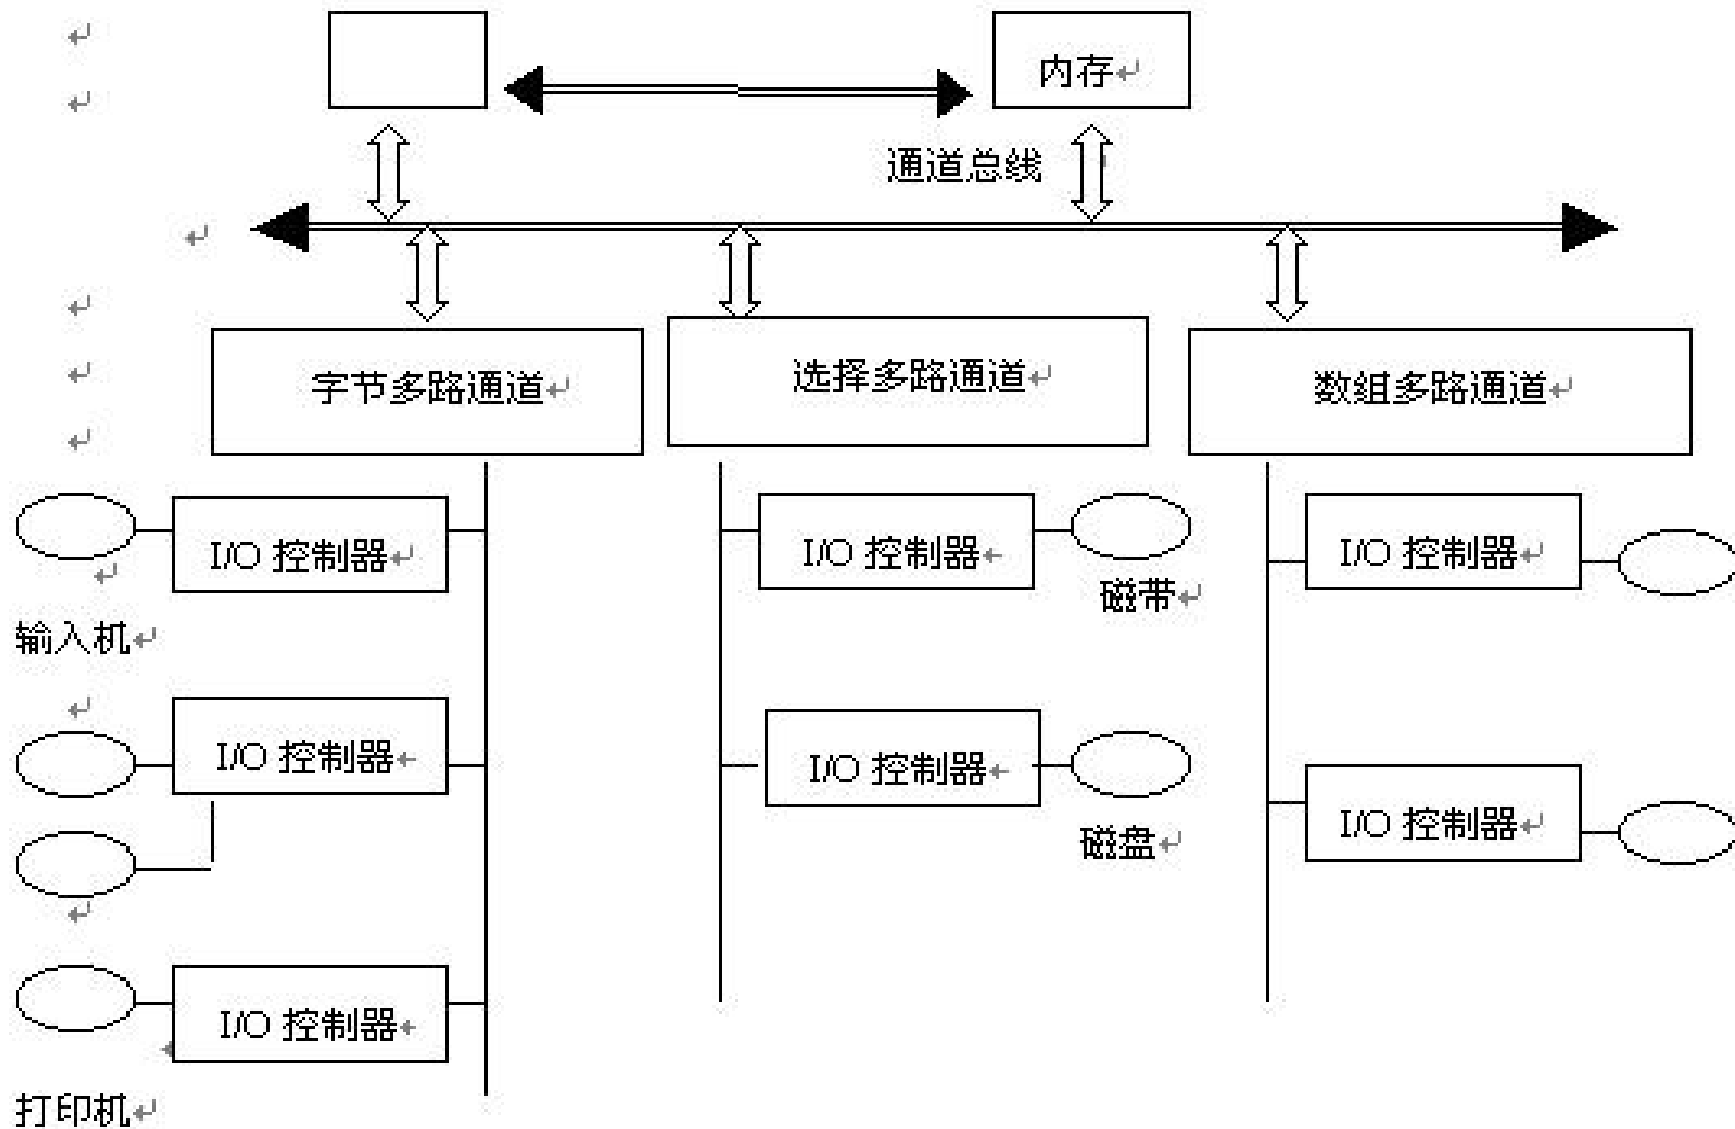 内存
通道总线
字节多路通道
选择多路通道
数组多路通道
I/O 控制器
I/O 控制器
I/O 控制器
磁带
输入机
I/O 控制器
I/O 控制器
I/O 控制器
磁盘
I/O 控制器
打印机